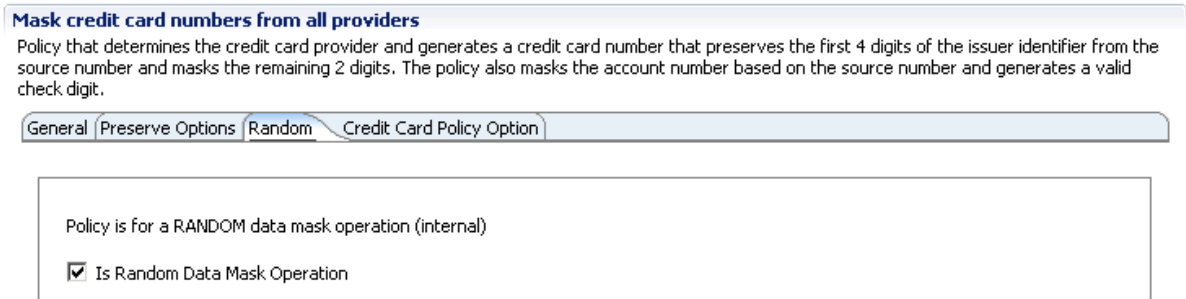 Mask credit card numbers from all providers
Policy that determines the credit card provider and generates a credit card number that preserves the first 4 digits of the issuer identifier from the
source number and masks the remaining 2 digits. The policy also masks the account number based on the source number and generates a valid
check digit.
General Preserve Options Random Credit Card Policy Option
Policy is for a RANDOM data mask operation (internal)
Is Random Data Mask Operation